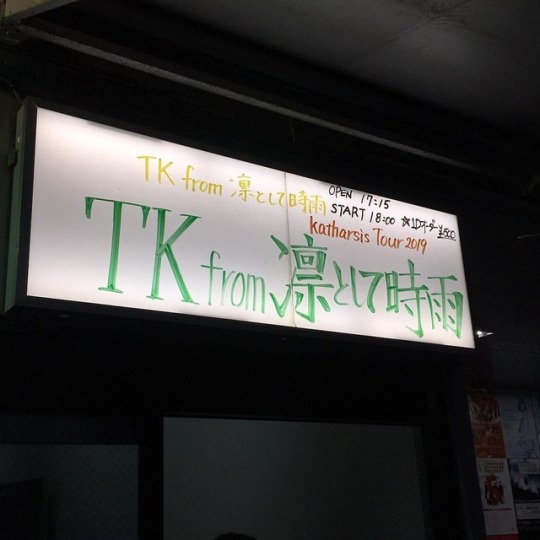 TK from 凛として時雨
OPEN 17:15
START 18:00 ☆1Dオーダー¥500
katharsis Tour 2019
TK from 凛として時雨